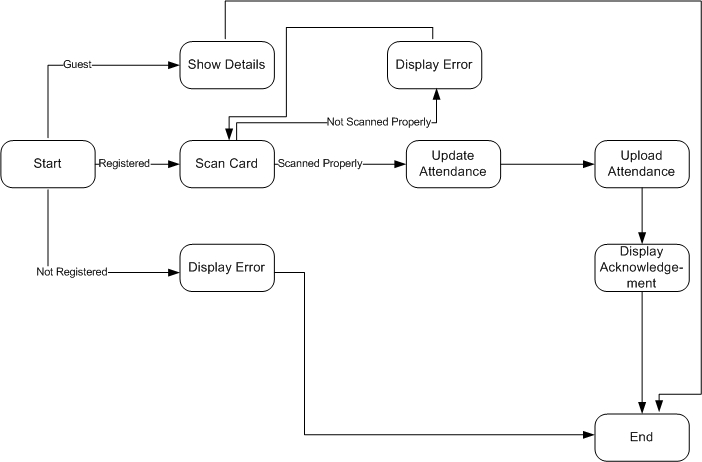 Guest
Show Details
Display Error
Not Scanned Properly
Start
Registered
Scan Card
Scanned Properly
Update
Attendance
Upload
Attendance
Not Registered
Display Error
Display
Acknowledge-
ment
End